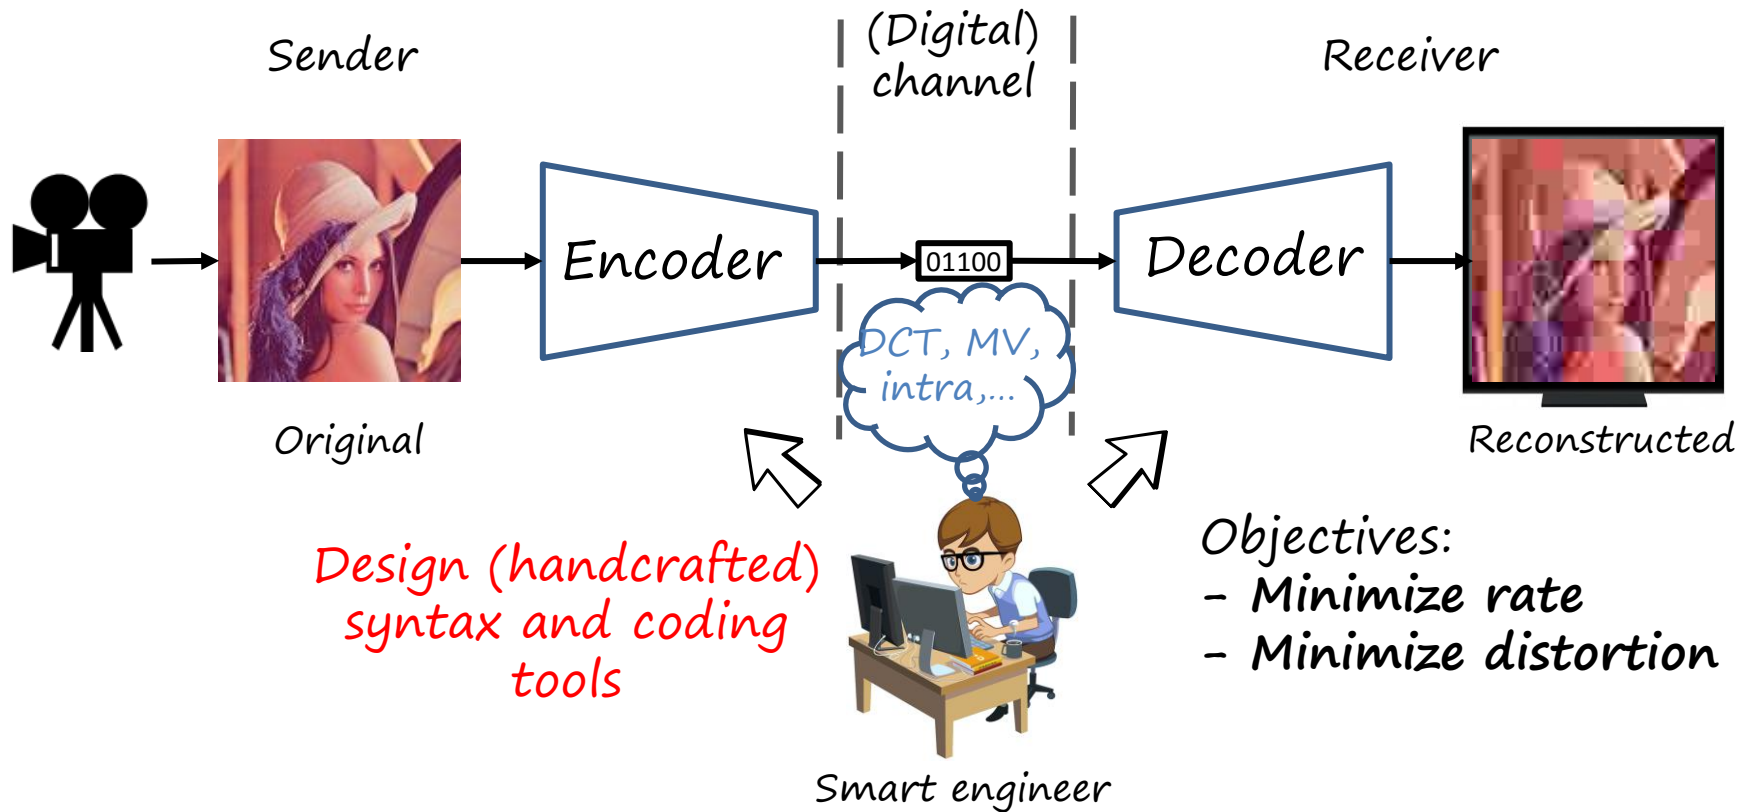 Sender
(Digital)
channel
Receiver
Encoder
01100
Decoder
DCT, MV,
intra,...
Original
Reconstructed
Design (handcrafted)
syntax and coding
tools
Objectives:
- Minimize rate
- Minimize distortion
Smart engineer